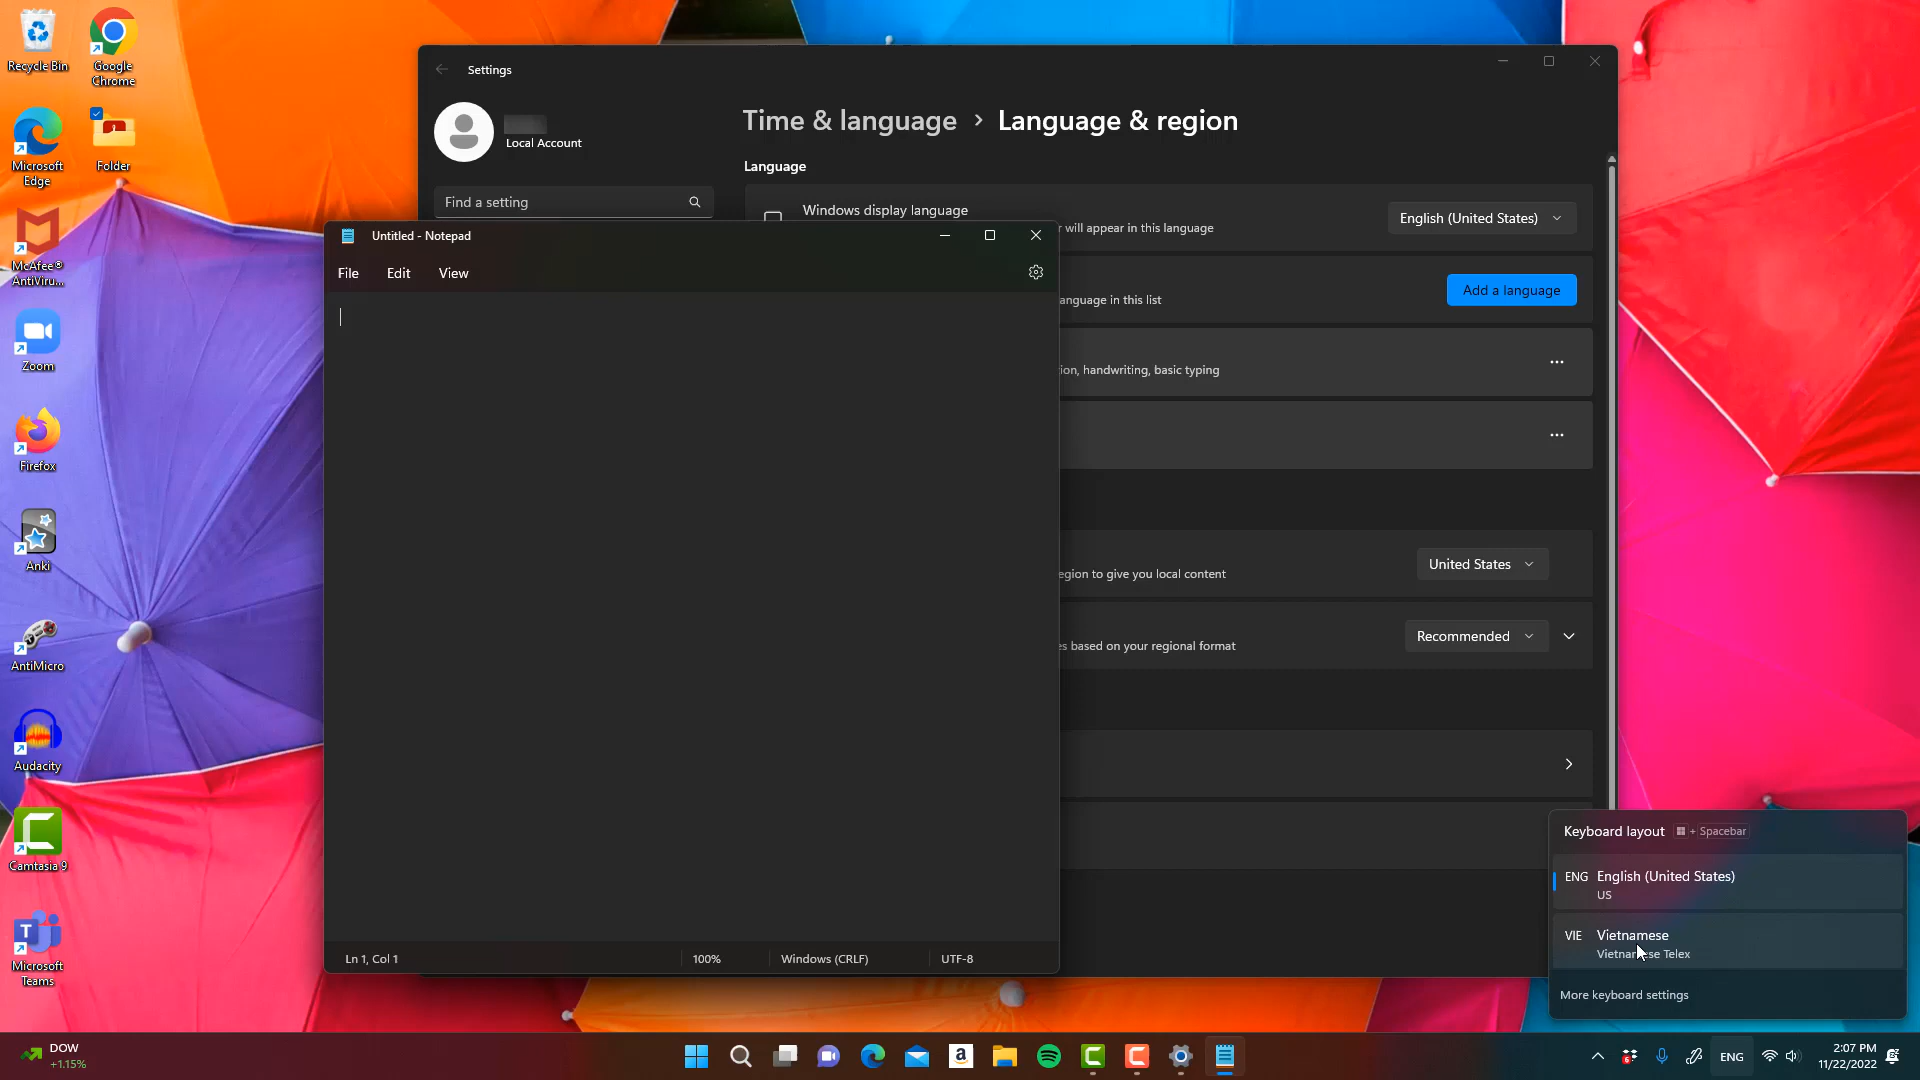 Recycle Bin
Google Chrome
Microsoft Edge
Folder
McAfee® AntiViru...
Zoom
Firefox
Anki
AntiMicro
Audacity
Camtasia 9
Microsoft Teams
Settings
Local Account
Find a setting
Time & language > Language & region
Language
Windows display language
will appear in this language
English (United States)
anguage in this list
Add a language
ion, handwriting, basic typing
egion to give you local content
United States
s based on your regional format
Recommended
Untitled - Notepad
File Edit View
Ln 1, Col 1
100%
Windows (CRLF)
UTF-8
Keyboard layout + Spacebar
ENG English (United States)
US
VIE Vietnamese
Vietnamese Telex
More keyboard settings
DOW
+1.15%
ENG
2:07 PM
11/22/2022